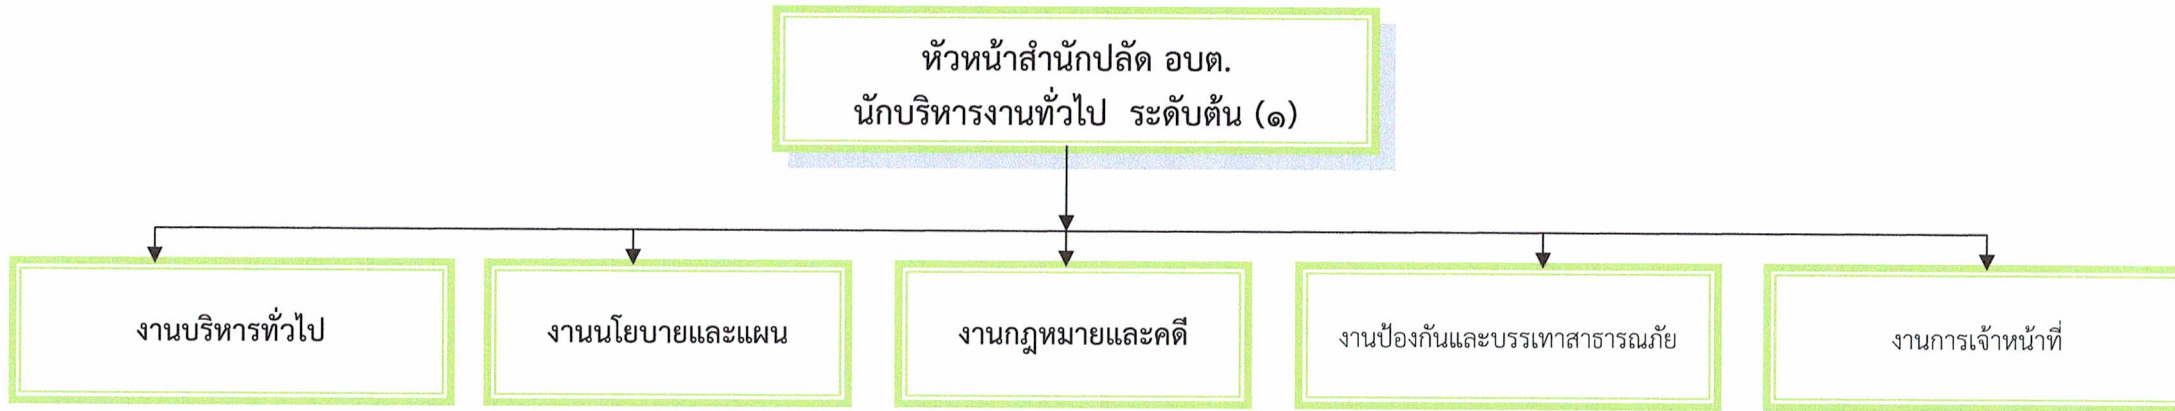 หัวหน้าสำนักปลัด อบต.
นักบริหารงานทั่วไป ระดับต้น (๑)
งานบริหารทั่วไป
งานนโยบายและแผน
งานกฎหมายและคดี
งานป้องกันและบรรเทาสาธารณภัย
งานการเจ้าหน้าที่